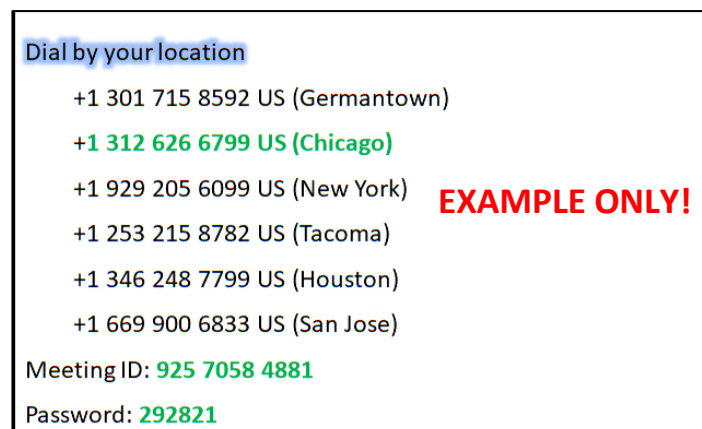 Dial by your location
+1 301 715 8592 US (Germantown)
+1 312 626 6799 US (Chicago)
+1 929 205 6099 US (New York)
EXAMPLE ONLY!
+1 253 215 8782 US (Tacoma)
+1 346 248 7799 US (Houston)
+1 669 900 6833 US (San Jose)
Meeting ID: 925 7058 4881
Password: 292821